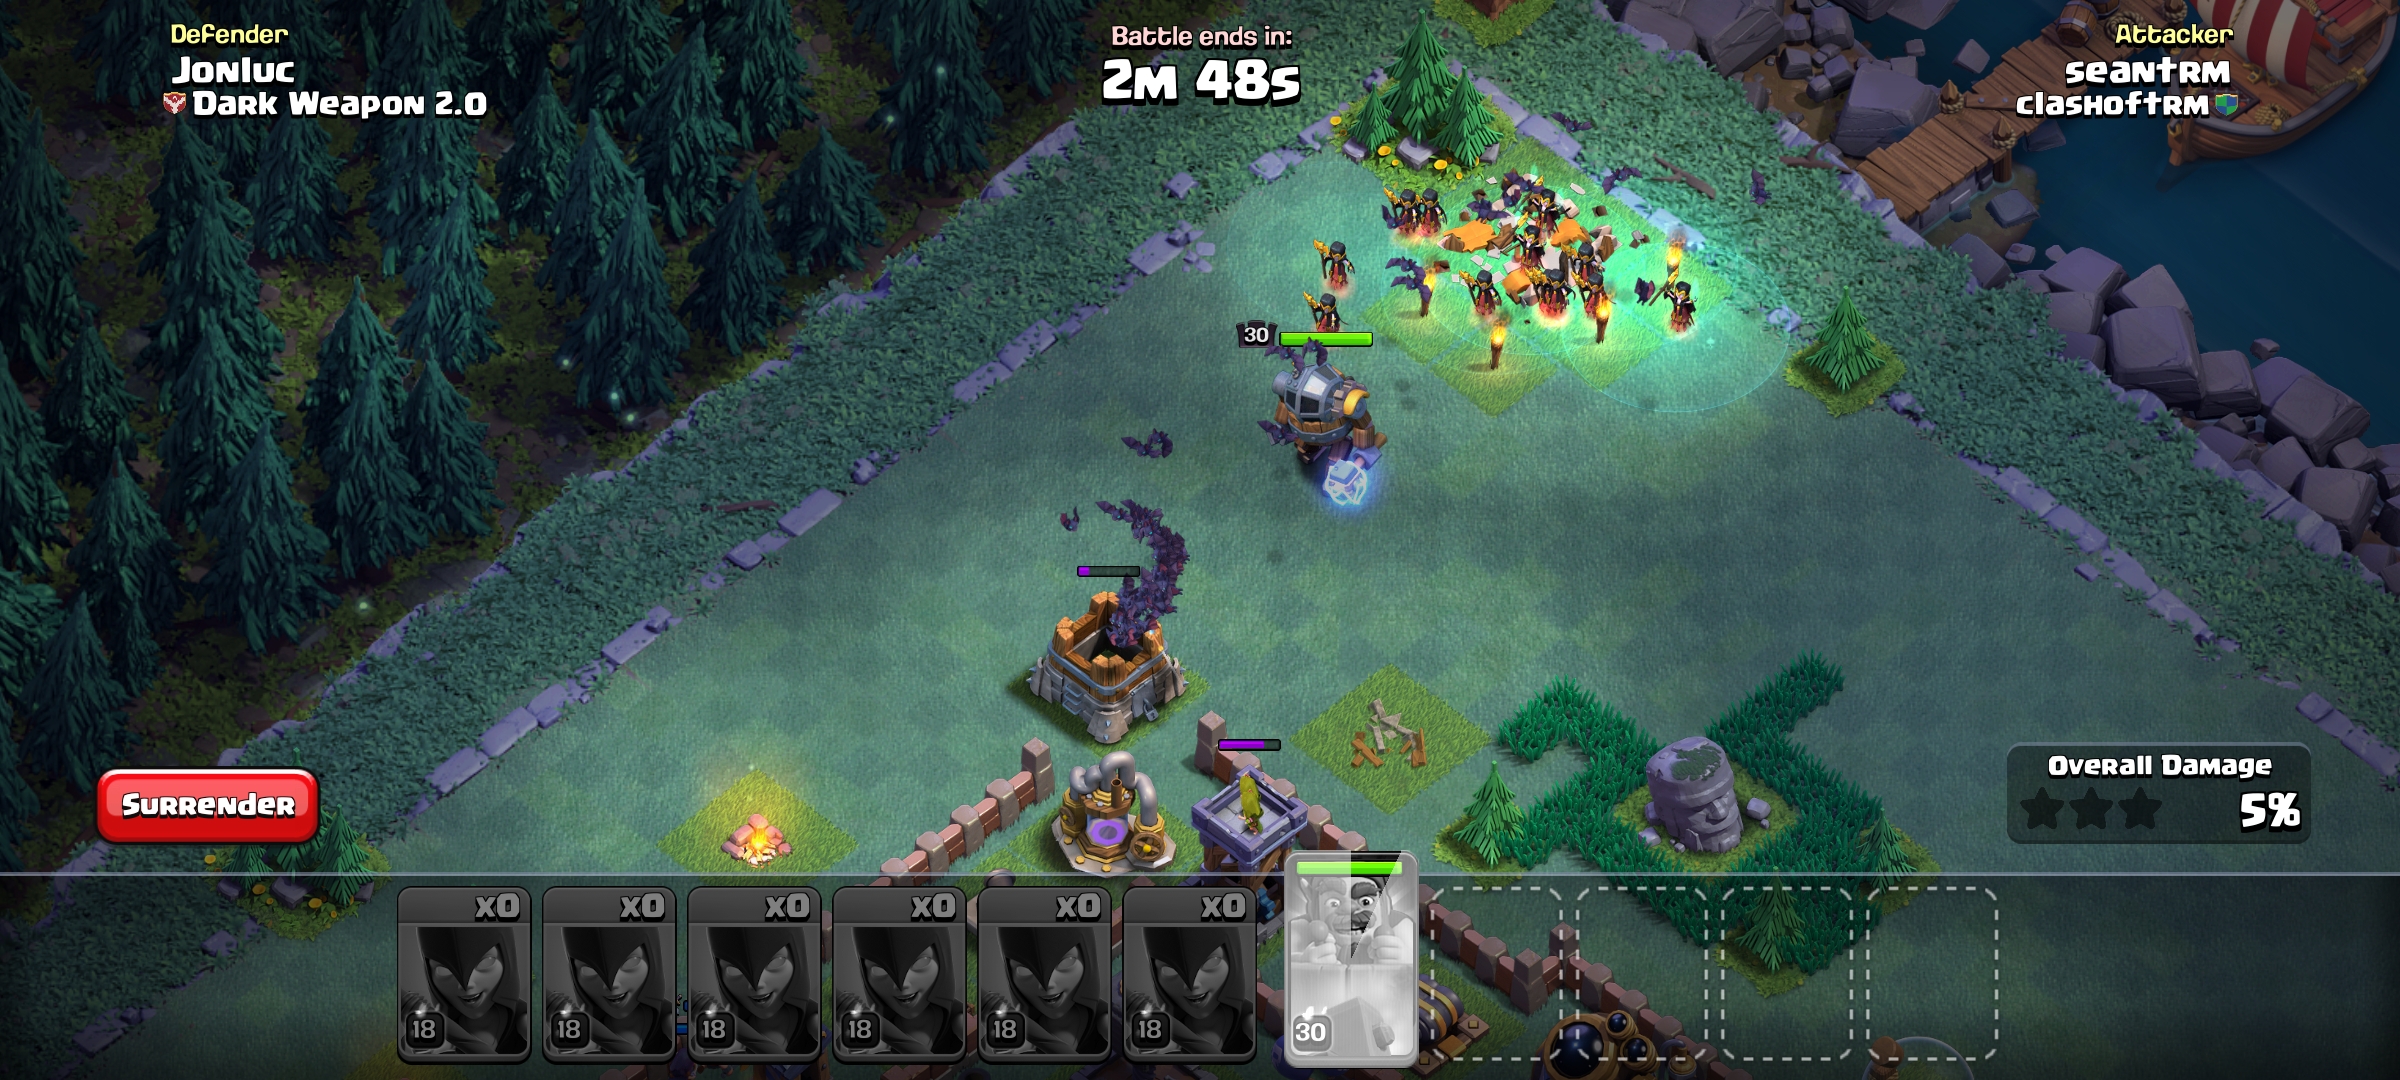 Defender
Jonluc
Dark Weapon 2.0
Battle ends in:
2M 48s
Attacker
seantrm
clashoftrm
30
Surrender
Overall Damage
5%
x0
x0
x0
x0
x0
x0
18
18
18
18
18
18
30